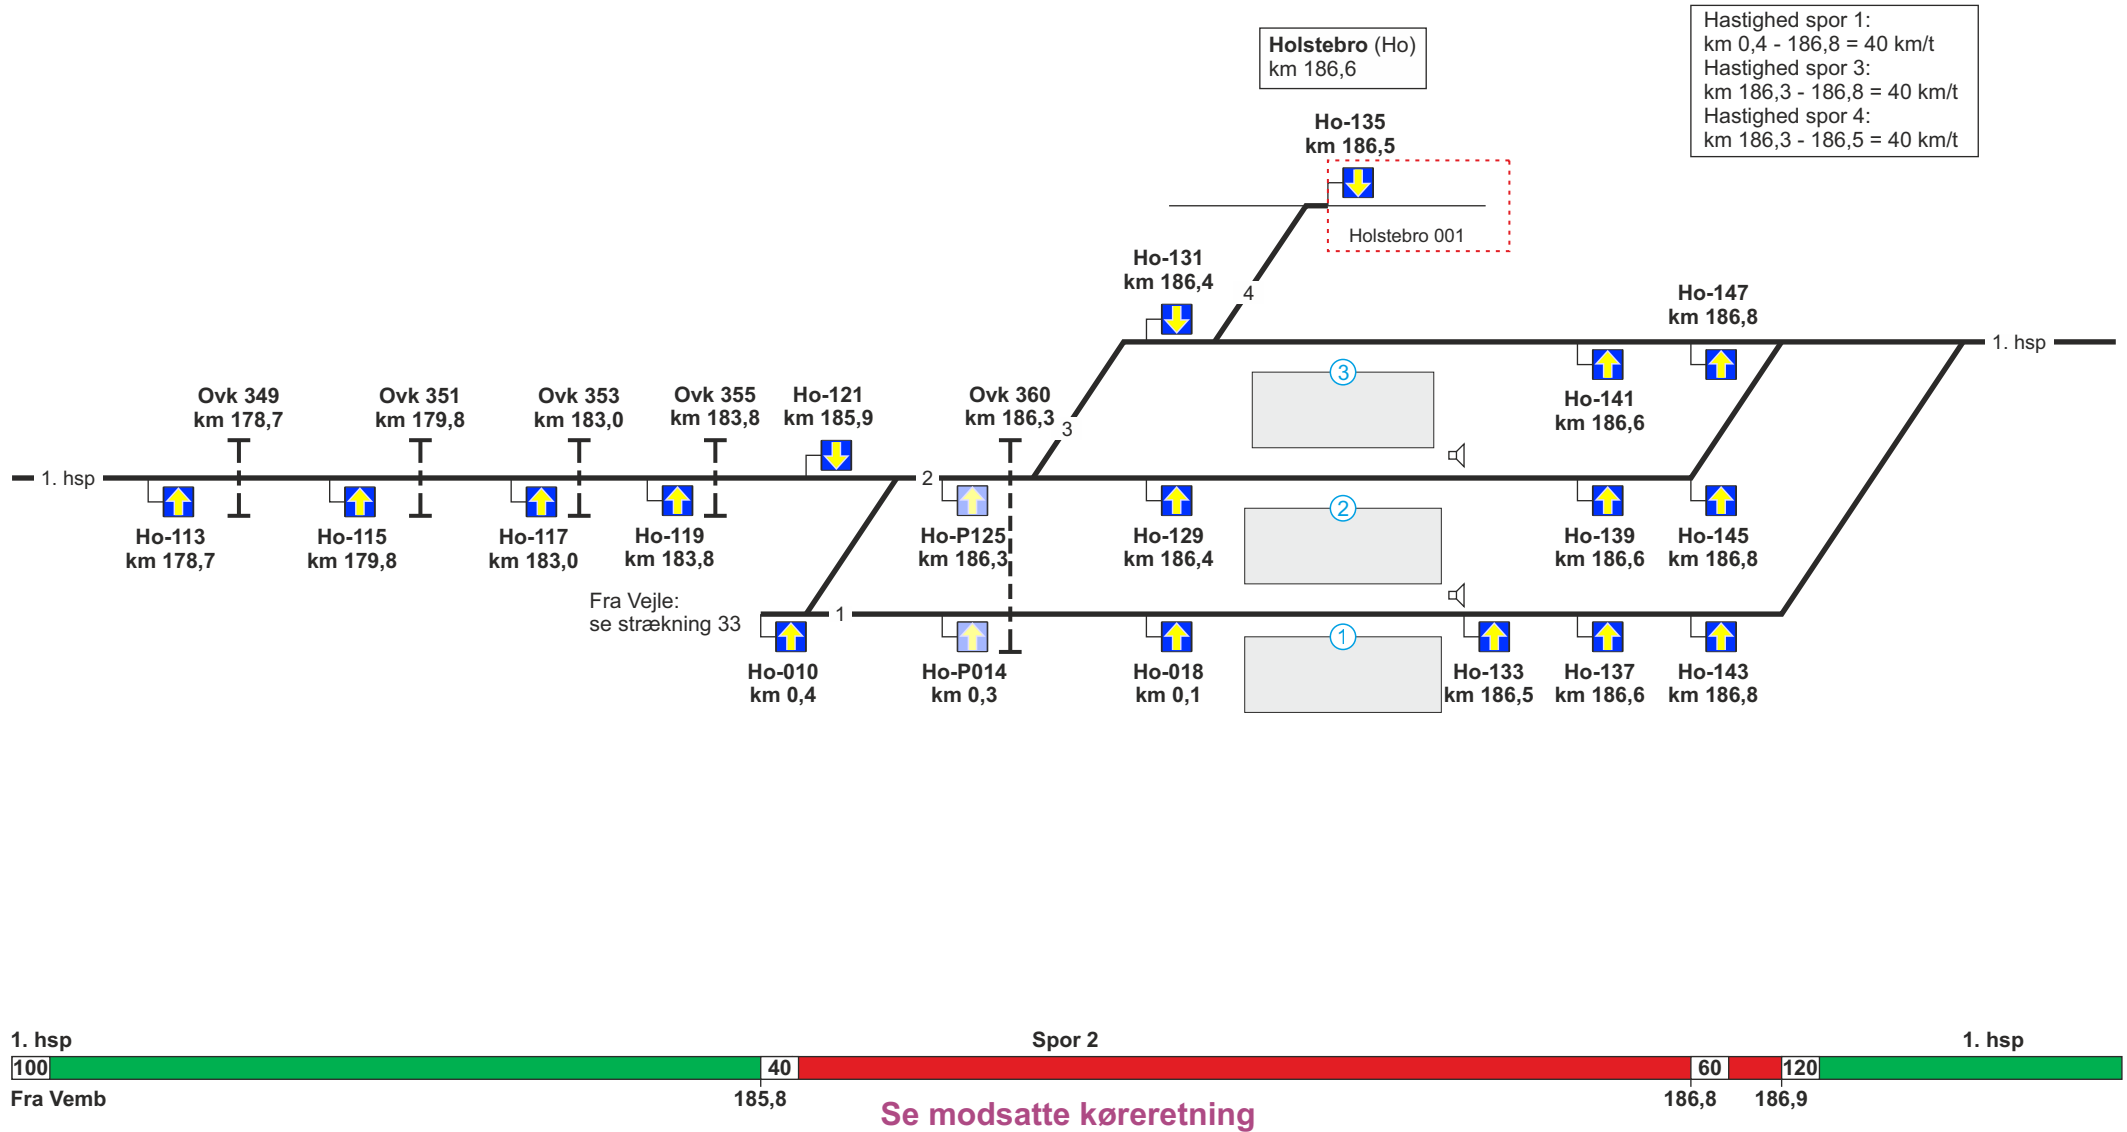 Hastighed spor 1:
km 0,4 - 186,8 = 40 km/t
Hastighed spor 3:
km 186,3 - 186,8 = 40 km/t
Hastighed spor 4:
km 186,3 - 186,5 = 40 km/t
Holstebro (Ho)
km 186,6
Ho-135
km 186,5
Holstebro 001
Ho-131
km 186,4
4
Ho-147
km 186,8
1. hsp
3
Ho-141
km 186,6
Ovk 349
km 178,7
Ovk 351
km 179,8
Ovk 353
km 183,0
Ovk 355
km 183,8
Ho-121
km 185,9
Ovk 360
km 186,3
3
1. hsp
2
Ho-113
km 178,7
Ho-115
km 179,8
Ho-117
km 183,0
Ho-119
km 183,8
Ho-P125
km 186,3
Ho-129
km 186,4
2
Ho-139
km 186,6
Ho-145
km 186,8
Fra Vejle:
se strækning 33
1
Ho-010
km 0,4
Ho-P014
km 0,3
Ho-018
km 0,1
1
Ho-133
km 186,5
Ho-137
km 186,6
Ho-143
km 186,8
1. hsp
Spor 2
1. hsp
100
40
60
120
Fra Vemb
185,8
186,8
186,9
Se modsatte køreretning